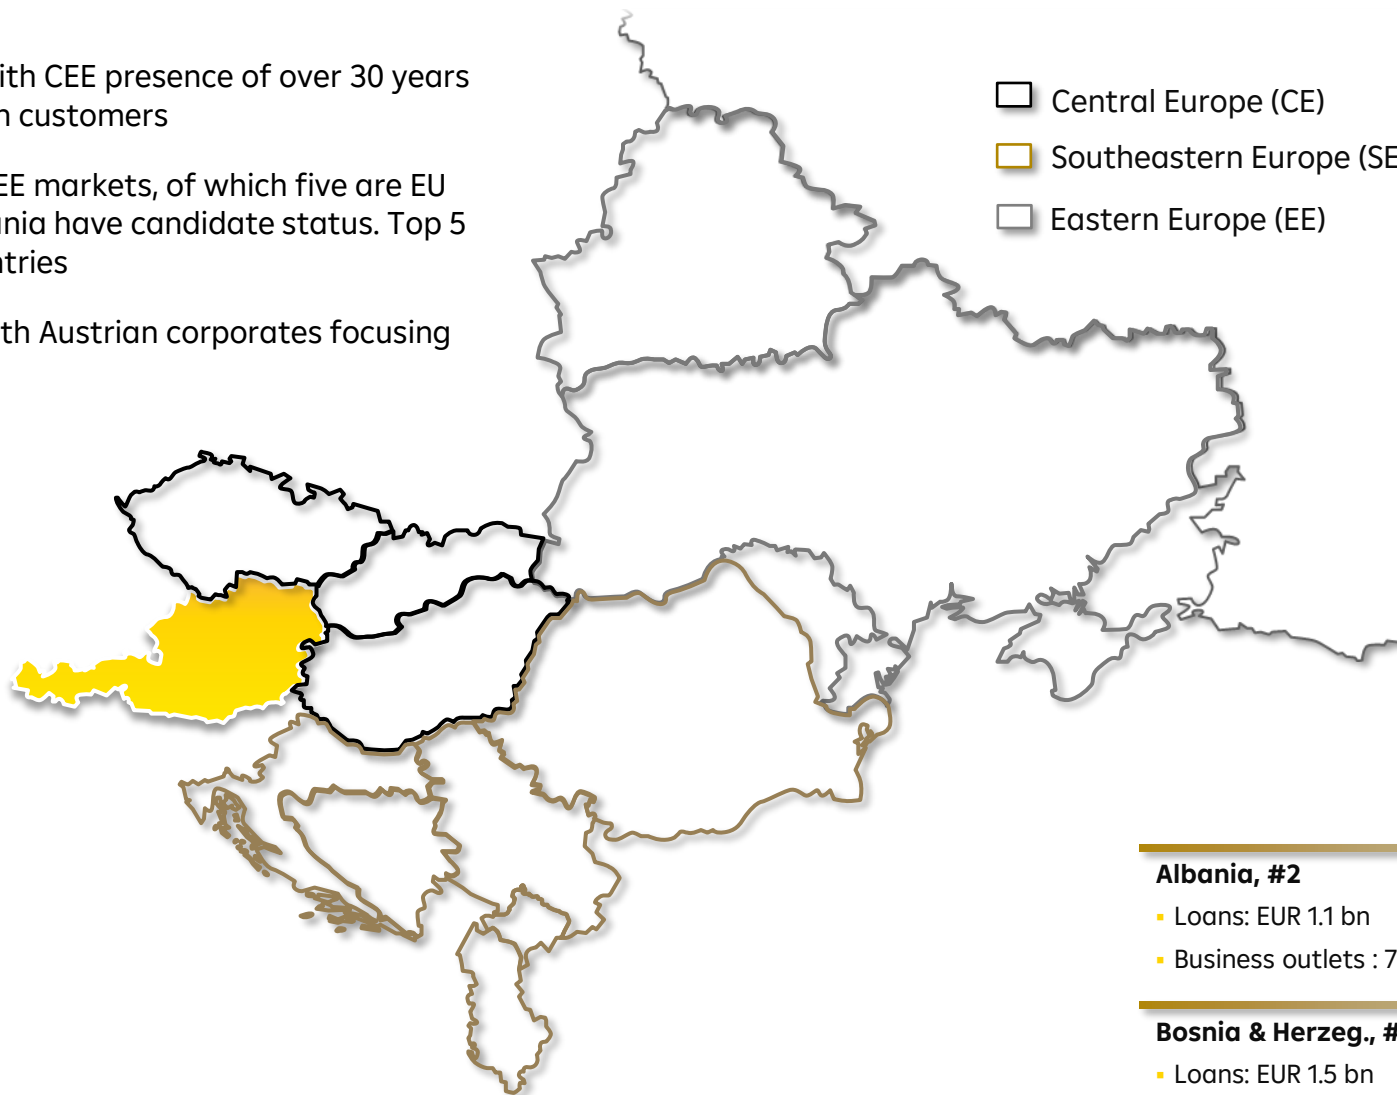 ith CEE presence of over 30 years
n customers
EE markets, of which five are EU
ania have candidate status. Top 5
ntries
th Austrian corporates focusing
Central Europe (CE)
Southeastern Europe (SE
Eastern Europe (EE)
Albania, #2
▪ Loans: EUR 1.1 bn
▪ Business outlets : 7
Bosnia & Herzeg., #
▪ Loans: EUR 1.5 bn